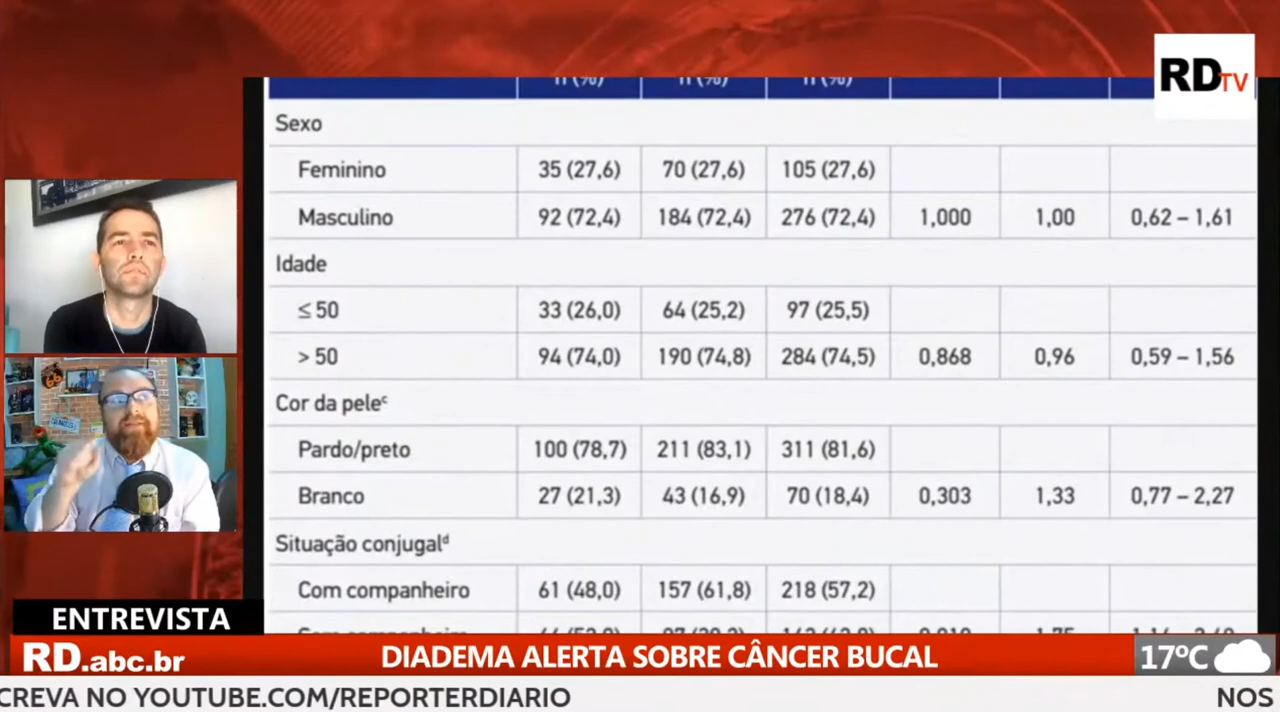 n (%) n (%) n (%)
RDTV
Sexo
Feminino 35 (27,6) 70 (27,6) 105 (27,6)
Masculino 92 (72,4) 184 (72,4) 276 (72,4) 1,000 1,00 0,62 – 1,61
Idade
≤ 50 33 (26,0) 64 (25,2) 97 (25,5)
> 50 94 (74,0) 190 (74,8) 284 (74,5) 0,868 0,96 0,59 – 1,56
Cor da peleᶜ
Pardo/preto 100 (78,7) 211 (83,1) 311 (81,6)
Branco 27 (21,3) 43 (16,9) 70 (18,4) 0,303 1,33 0,77 – 2,27
Situação conjugalᵈ
Com companheiro 61 (48,0) 157 (61,8) 218 (57,2)
ENTREVISTA
RD.abc.br
DIADEMA ALERTA SOBRE CÂNCER BUCAL
17ºC
CREVA NO YOUTUBE.COM/REPORTERDIARIO
NOS